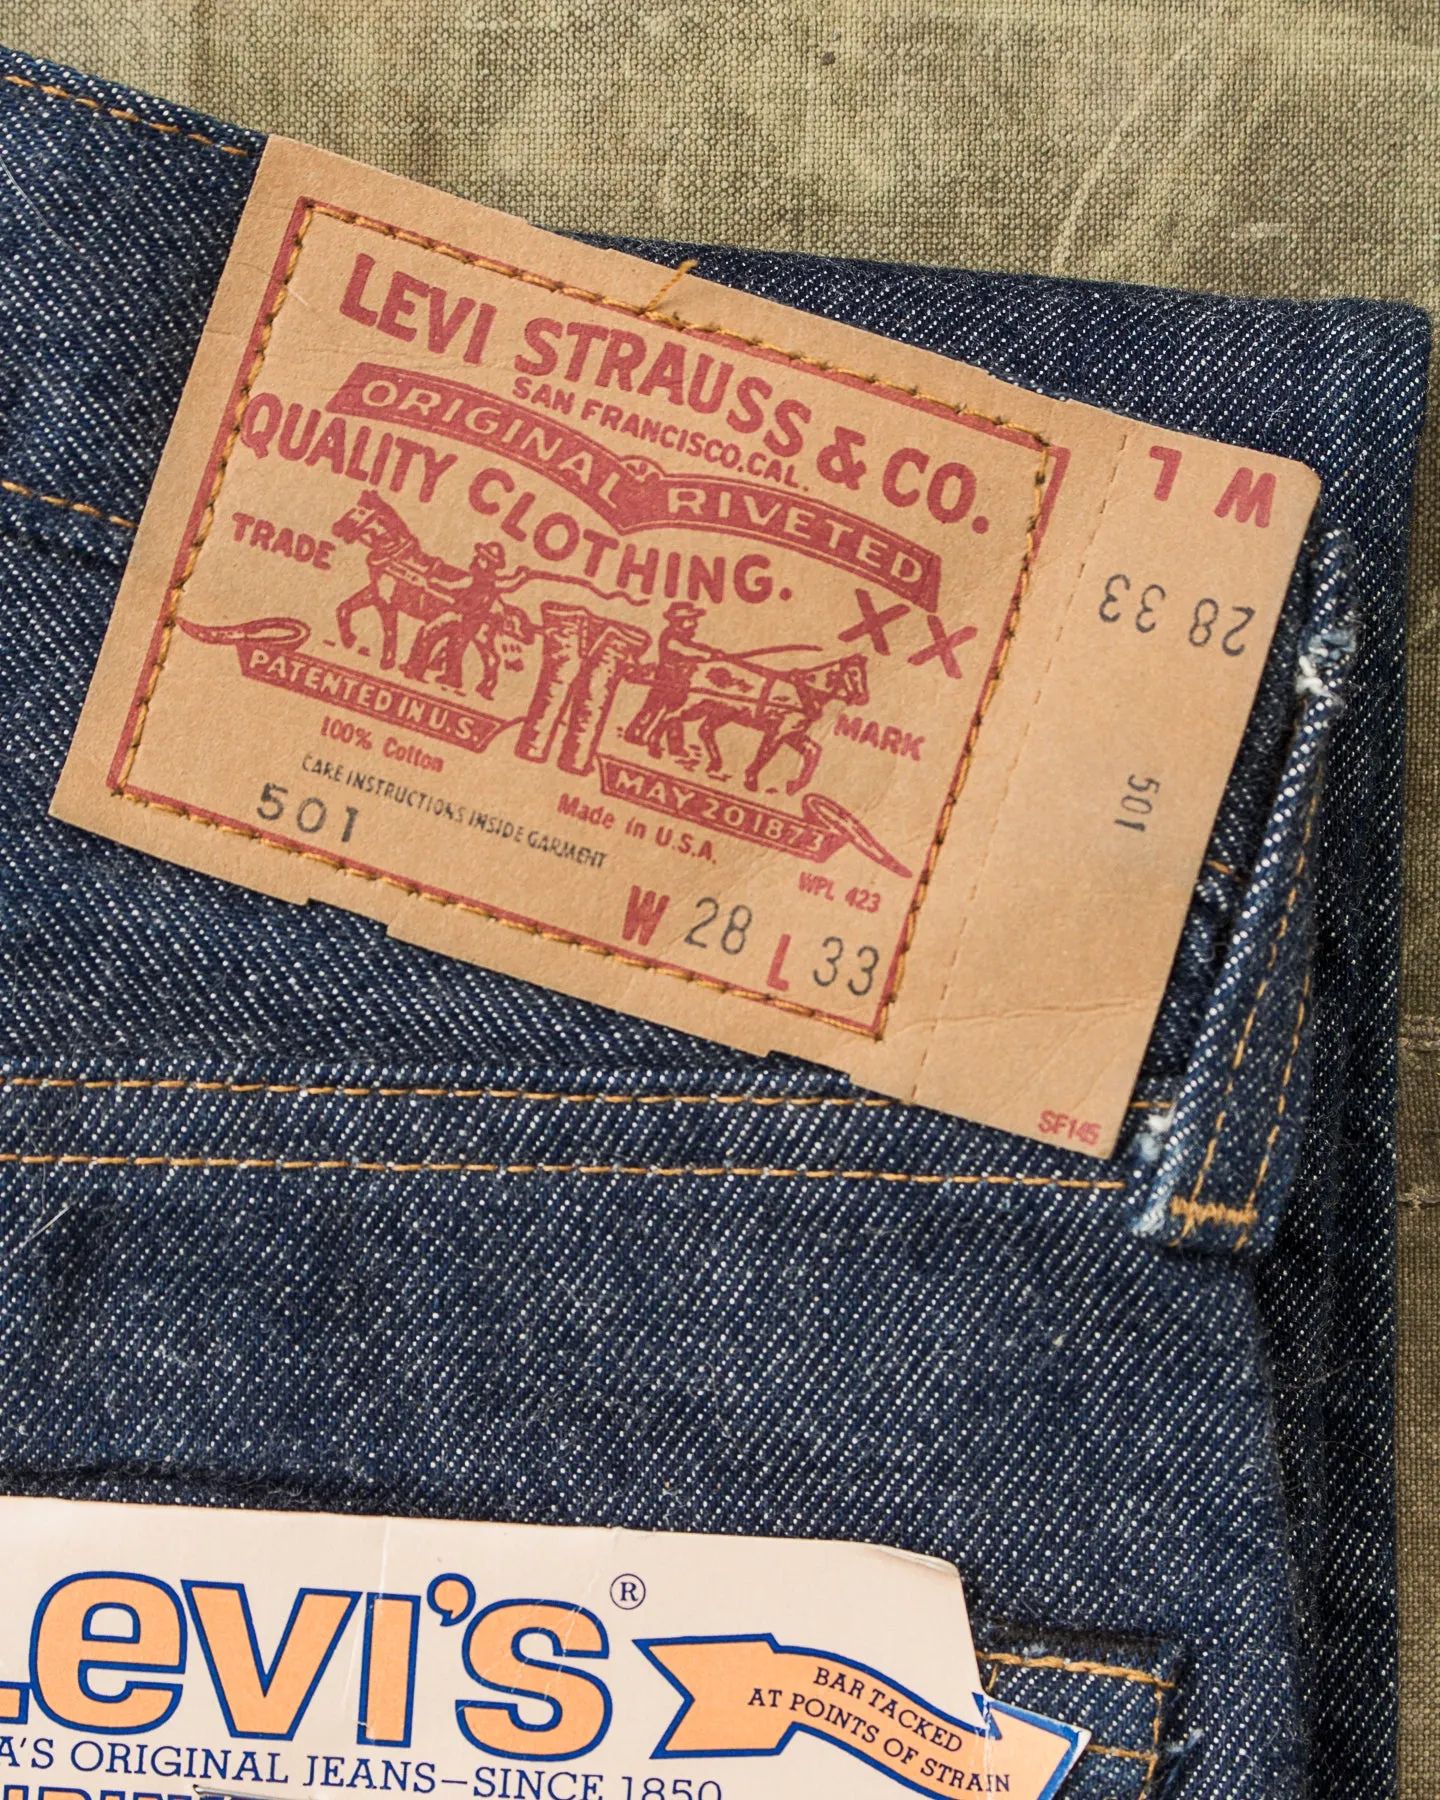 LEVI STRAUSS & CO.
SAN FRANCISCO, CAL.
ORIGINAL RIVETED
QUALITY CLOTHING.
TRADE
XX
MARK
PATENTED IN U.S.
MAY 20 1873
100% Cotton
CARE INSTRUCTIONS INSIDE GARMENT
Made in U.S.A.
501
WPL 423
W 28 L 33
W L
28 33
501
SF145
Levi's®
BAR TACKED
AT POINTS OF STRAIN
A'S ORIGINAL JEANS–SINCE 1850